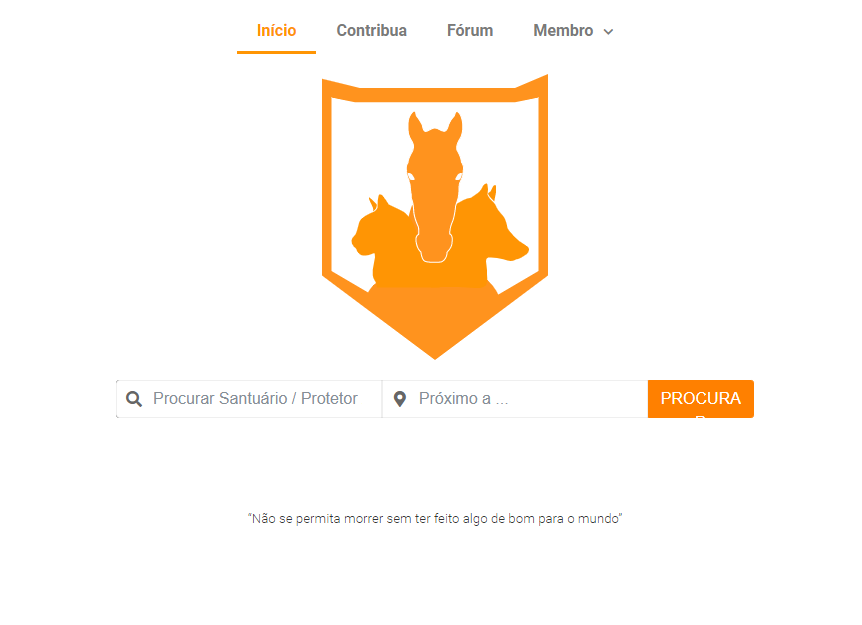 Início Contribua Fórum Membro
Procurar Santuário / Protetor Próximo a ... PROCURA
“Não se permita morrer sem ter feito algo de bom para o mundo”